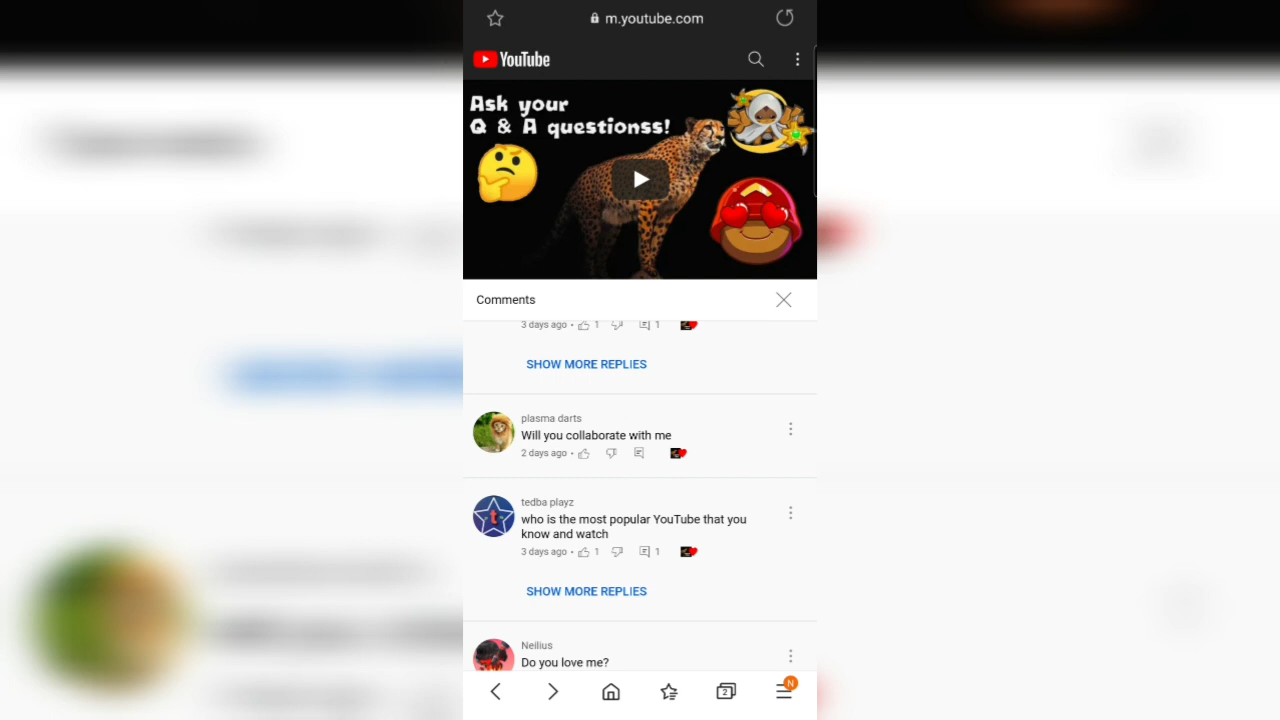 m.youtube.com
YouTube
Ask your
Q & A questionss!
Comments
3 days ago • 1 1
SHOW MORE REPLIES
plasma darts
Will you collaborate with me
2 days ago •
tedba playz
t
who is the most popular YouTube that you
know and watch
3 days ago • 1 1
SHOW MORE REPLIES
Neilius
Do you love me?
2
N